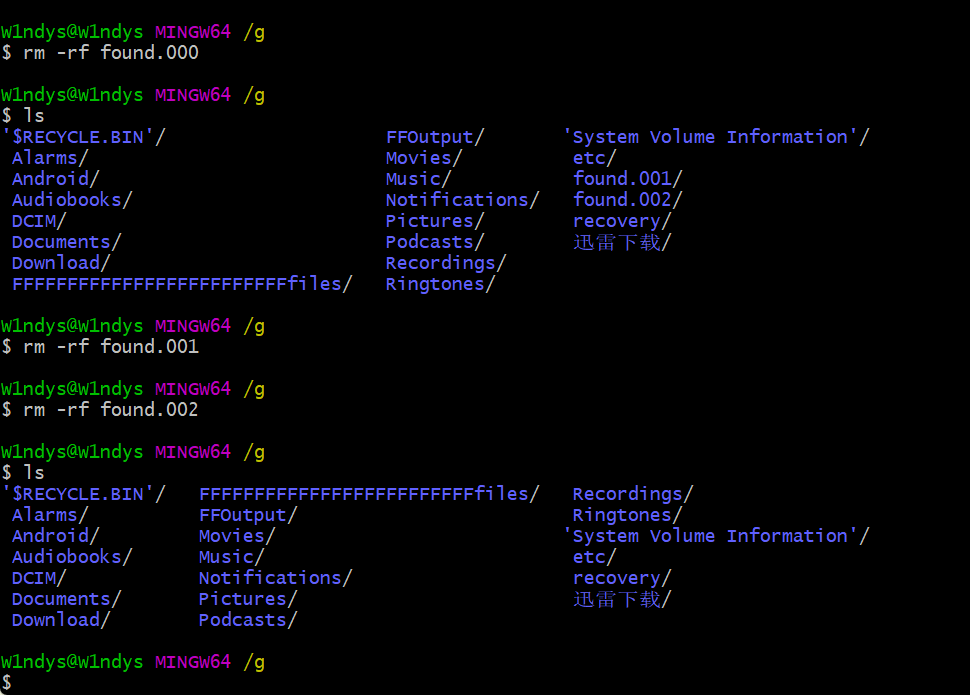 W1ndys@W1ndys MINGW64 /g
$ rm -rf found.000
W1ndys@W1ndys MINGW64 /g
$ ls
'$RECYCLE.BIN'/ FFOutput/ 'System Volume Information'/
Alarms/ Movies/ etc/
Android/ Music/ found.001/
Audiobooks/ Notifications/ found.002/
DCIM/ Pictures/ recovery/
Documents/ Podcasts/ 迅雷下载/
Download/ Recordings/
FFFFFFFFFFFFFFFFFFFFFFFFFfiles/ Ringtones/
W1ndys@W1ndys MINGW64 /g
$ rm -rf found.001
W1ndys@W1ndys MINGW64 /g
$ rm -rf found.002
W1ndys@W1ndys MINGW64 /g
$ ls
'$RECYCLE.BIN'/ FFFFFFFFFFFFFFFFFFFFFFFFFfiles/ Recordings/
Alarms/ FFOutput/ Ringtones/
Android/ Movies/ 'System Volume Information'/
Audiobooks/ Music/ etc/
DCIM/ Notifications/ recovery/
Documents/ Pictures/ 迅雷下载/
Download/ Podcasts/
W1ndys@W1ndys MINGW64 /g
$